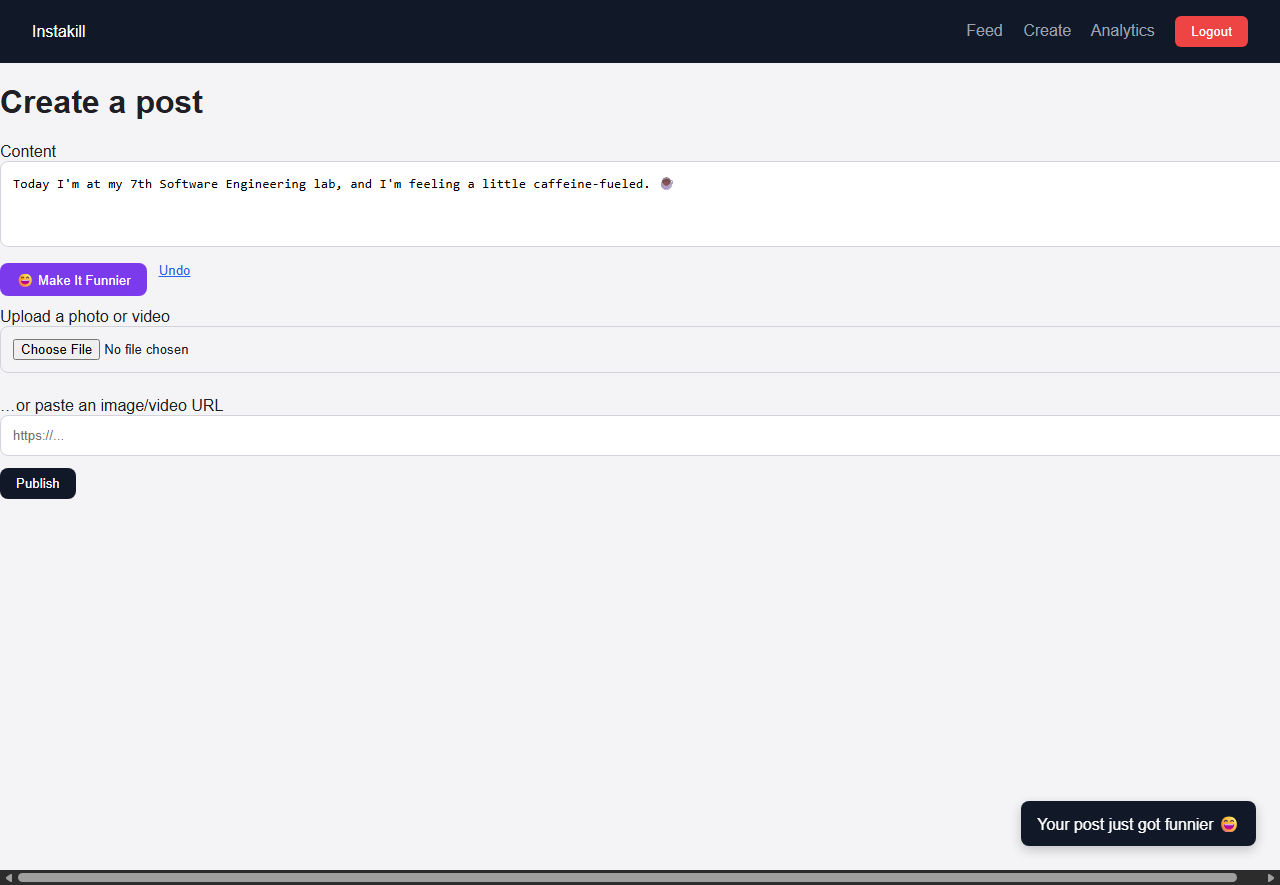 Instakill
Feed Create Analytics Logout
Create a post
Content
Today I'm at my 7th Software Engineering lab, and I'm feeling a little caffeine-fueled.
😄 Make It Funnier Undo
Upload a photo or video
Choose File No file chosen
…or paste an image/video URL
https://...
Publish
Your post just got funnier 😄